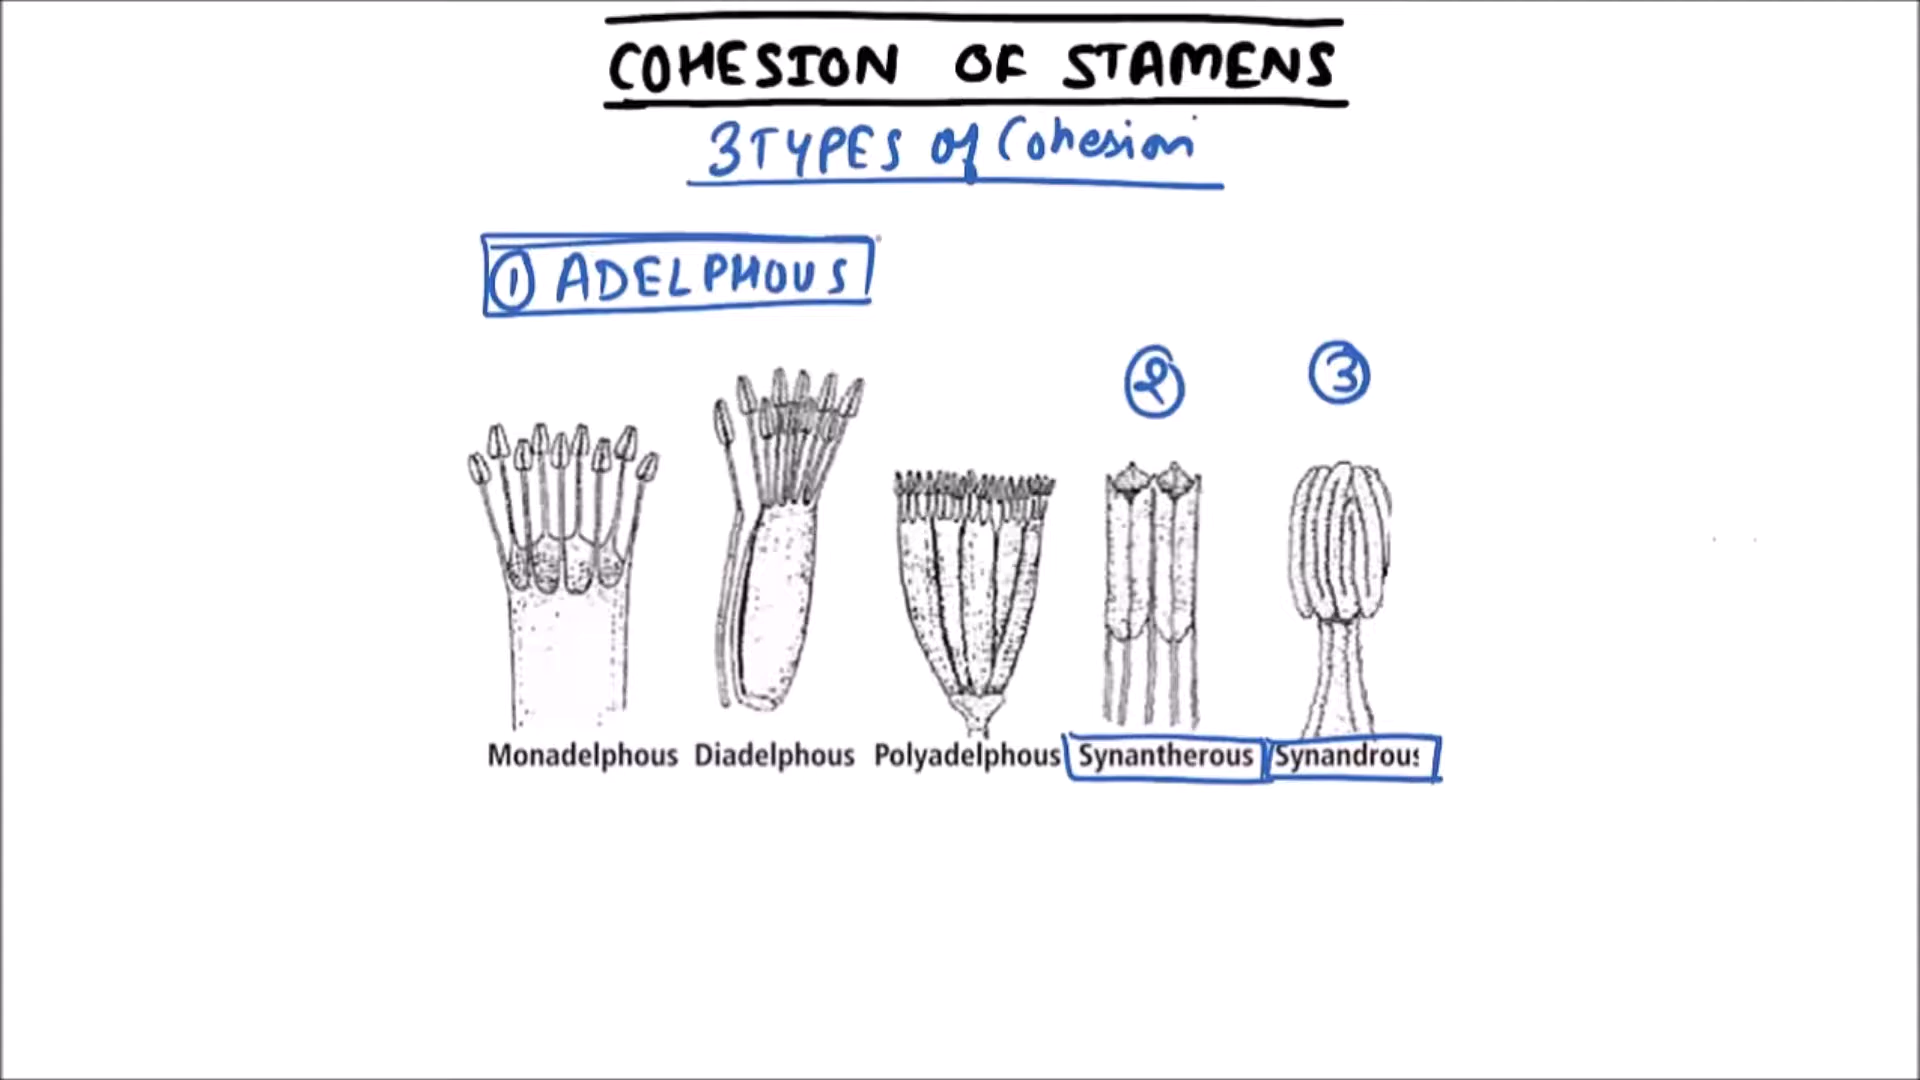 COHESION OF STAMENS
3 TYPES of Cohesion
① ADELPHOUS
② ③
Monadelphous Diadelphous Polyadelphous Synantherous Synandrous